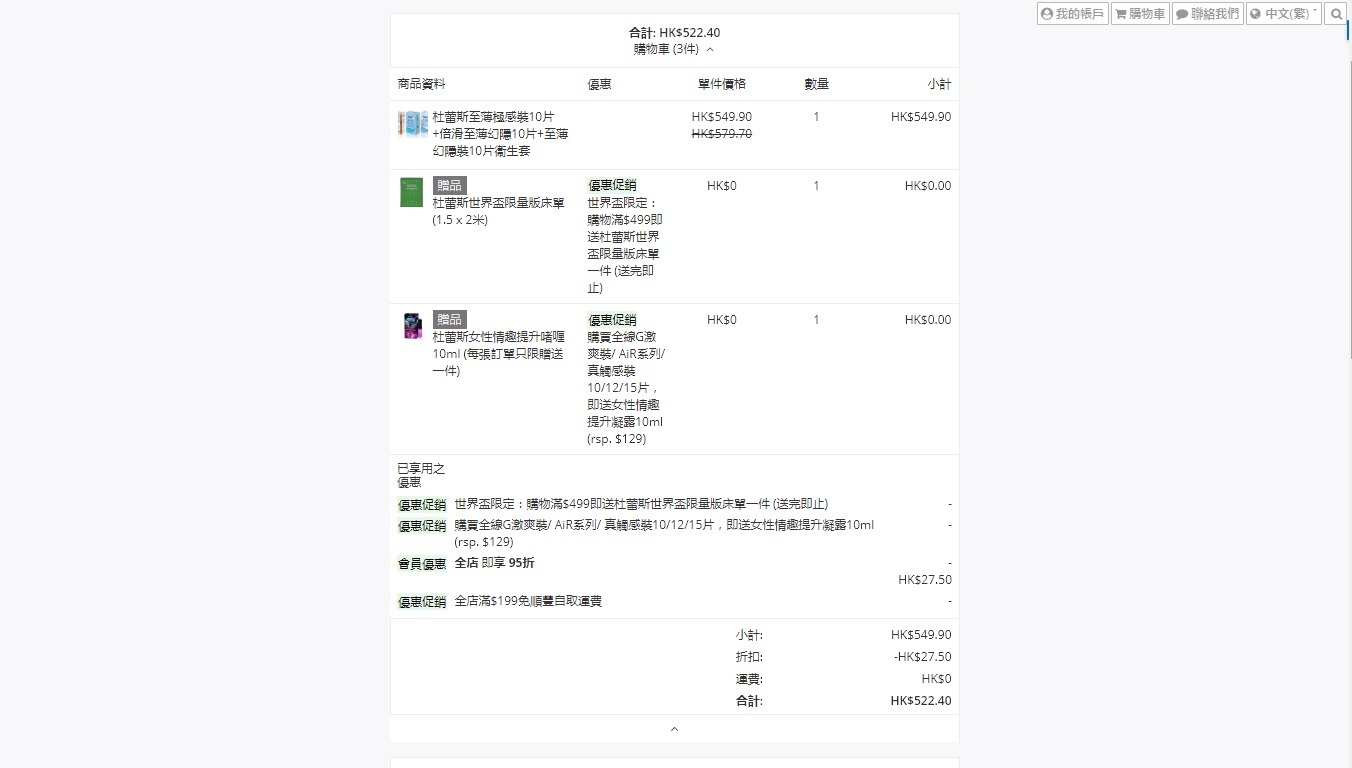 我的帳戶 購物車 聯絡我們 中文(繁)
合計: HK$522.40
購物車 (3件)
商品資料 優惠 單件價格 數量 小計
杜蕾斯至薄極感裝10片
+倍滑至薄幻隱10片+至薄
幻隱裝10片衞生套
HK$549.90
HK$579.70
1
HK$549.90
贈品
杜蕾斯世界盃限量版床單
(1.5 x 2米)
優惠促銷
世界盃限定：
購物滿$499即
送杜蕾斯世界
盃限量版床單
一件 (送完即
止)
HK$0
1
HK$0.00
贈品
杜蕾斯女性情趣提升啫喱
10ml (每張訂單只限贈送
一件)
優惠促銷
購買全線G激
爽裝/ AiR系列/
真觸感裝
10/12/15片，
即送女性情趣
提升凝露10ml
(rsp. $129)
HK$0
1
HK$0.00
已享用之
優惠
優惠促銷 世界盃限定：購物滿$499即送杜蕾斯世界盃限量版床單一件 (送完即止) -
優惠促銷 購買全線G激爽裝/ AiR系列/ 真觸感裝10/12/15片，即送女性情趣提升凝露10ml -
(rsp. $129)
會員優惠 全店 即享 95折 -
HK$27.50
優惠促銷 全店滿$199免順豐自取運費 -
小計: HK$549.90
折扣: -HK$27.50
運費: HK$0
合計: HK$522.40